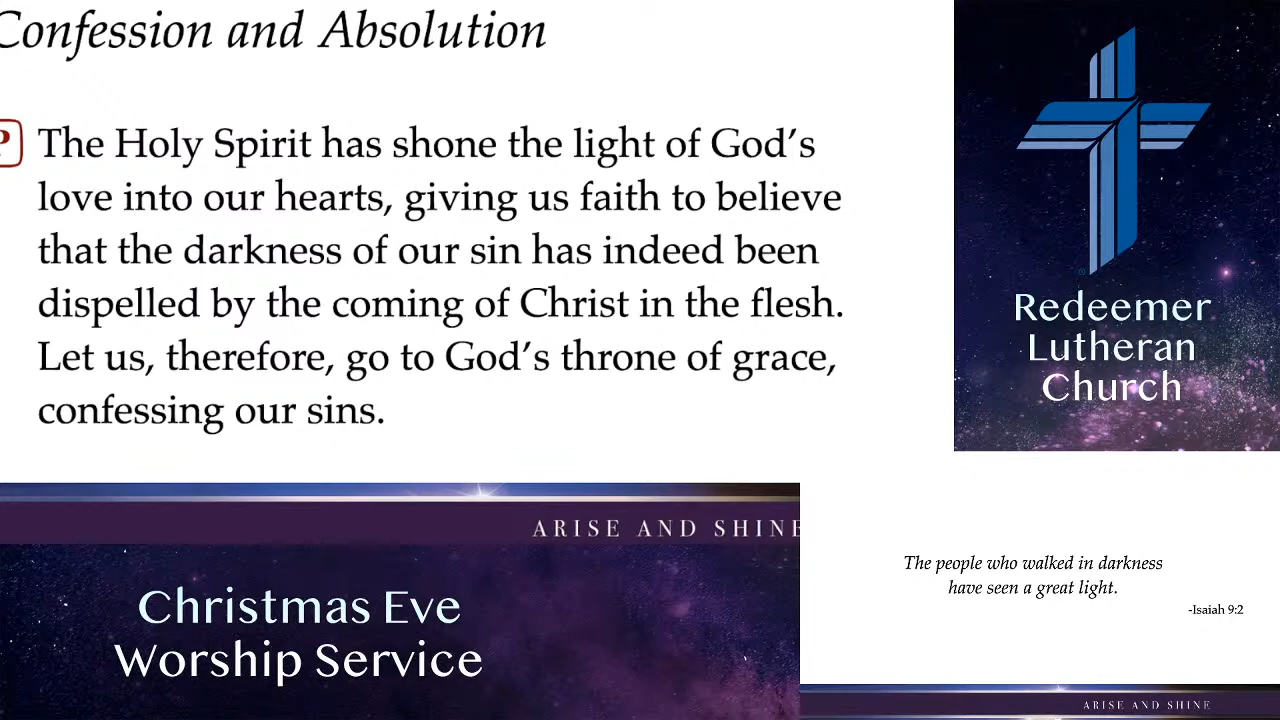 Confession and Absolution
P The Holy Spirit has shone the light of God's
love into our hearts, giving us faith to believe
that the darkness of our sin has indeed been
dispelled by the coming of Christ in the flesh.
Let us, therefore, go to God's throne of grace,
confessing our sins.
®
Redeemer
Lutheran
Church
ARISE AND SHINE
Christmas Eve
Worship Service
The people who walked in darkness
have seen a great light.
-Isaiah 9:2
ARISE AND SHINE